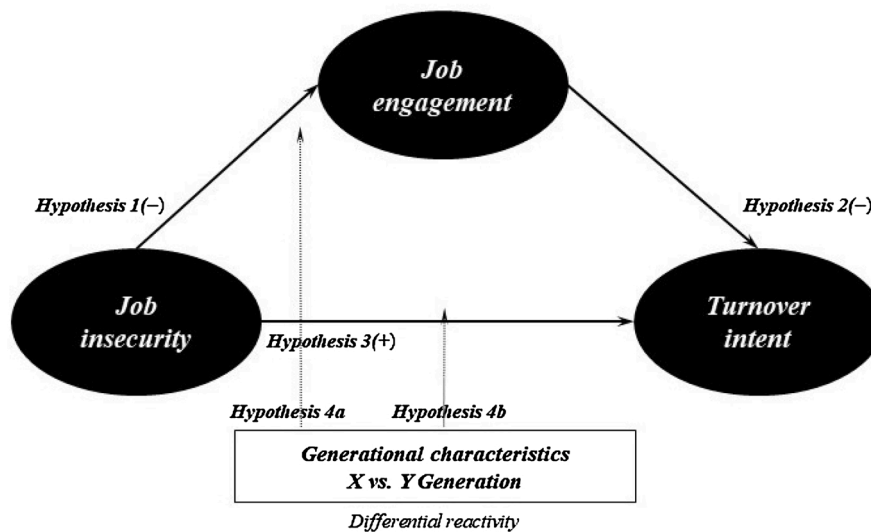 Job
engagement
Hypothesis 1(−)
Hypothesis 2(−)
Job
insecurity
Turnover
intent
Hypothesis 3(+)
Hypothesis 4a
Hypothesis 4b
Generational characteristics
X vs. Y Generation
Differential reactivity